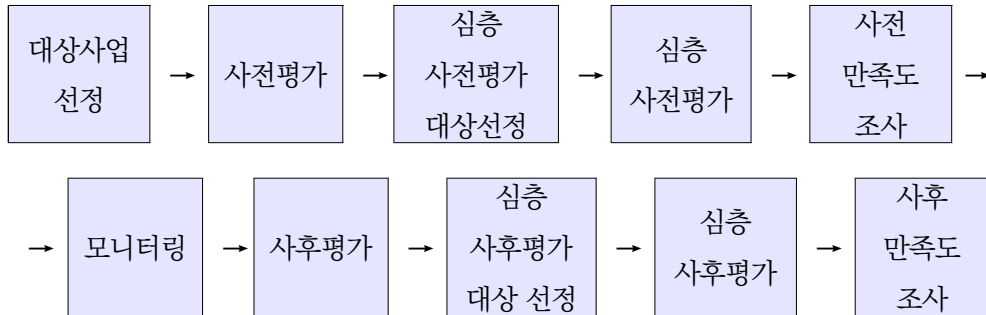 대상사업
선정
→
사전평가
→
심층
사전평가
대상선정
→
심층
사전평가
→
사전
만족도
조사
→
→
모니터링
→
사후평가
→
심층
사후평가
대상 선정
→
심층
사후평가
→
사후
만족도
조사